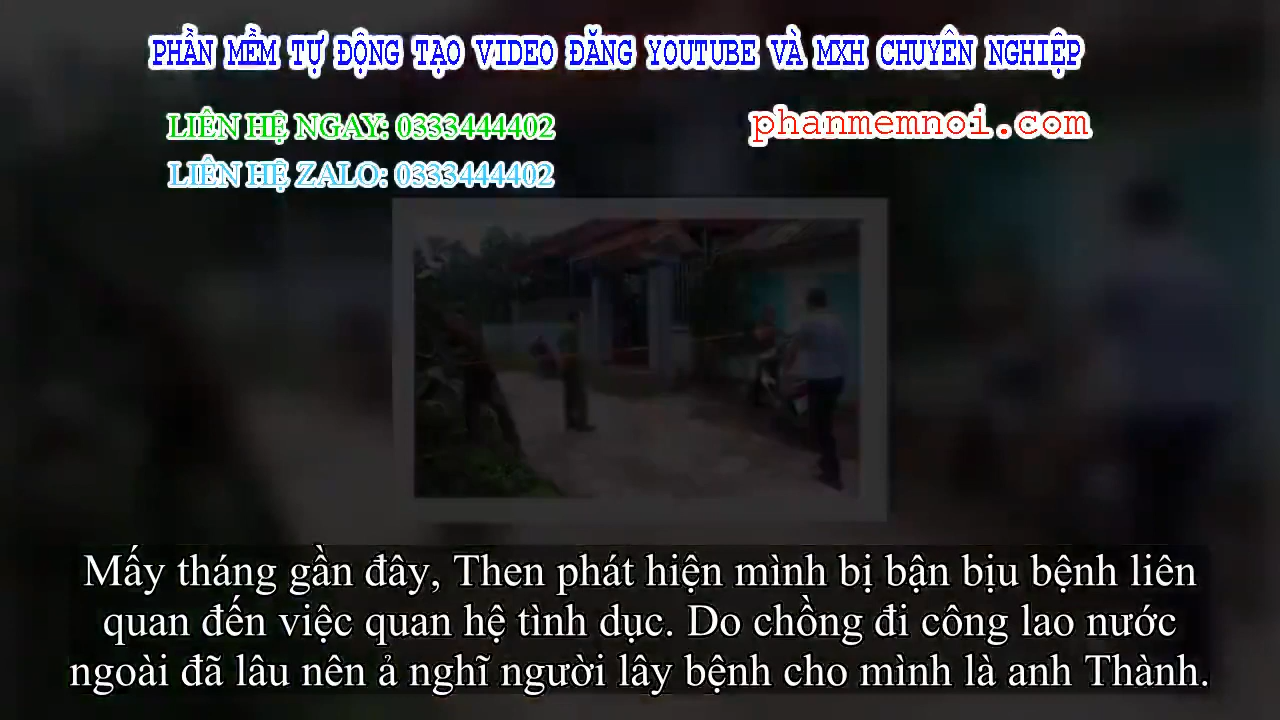 PHẦN MỀM TỰ ĐỘNG TẠO VIDEO ĐĂNG YOUTUBE VÀ MXH CHUYÊN NGHIỆP
LIÊN HỆ NGAY: 0333444402
phanmemnoi.com
LIÊN HỆ ZALO: 0333444402
Mấy tháng gần đây, Then phát hiện mình bị bận bịu bệnh liên
quan đến việc quan hệ tình dục. Do chồng đi công lao nước
ngoài đã lâu nên ả nghĩ người lây bệnh cho mình là anh Thành.